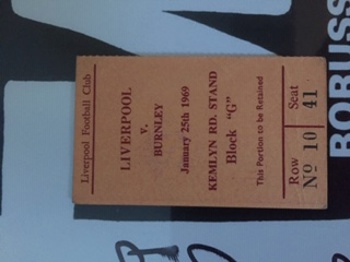 Liverpool Football Club
LIVERPOOL
v.
BURNLEY
January 25th 1969
KEMLYN RD. STAND
Block "G"
This Portion to be Retained
Row Seat
Nº 10 41
BORUSS